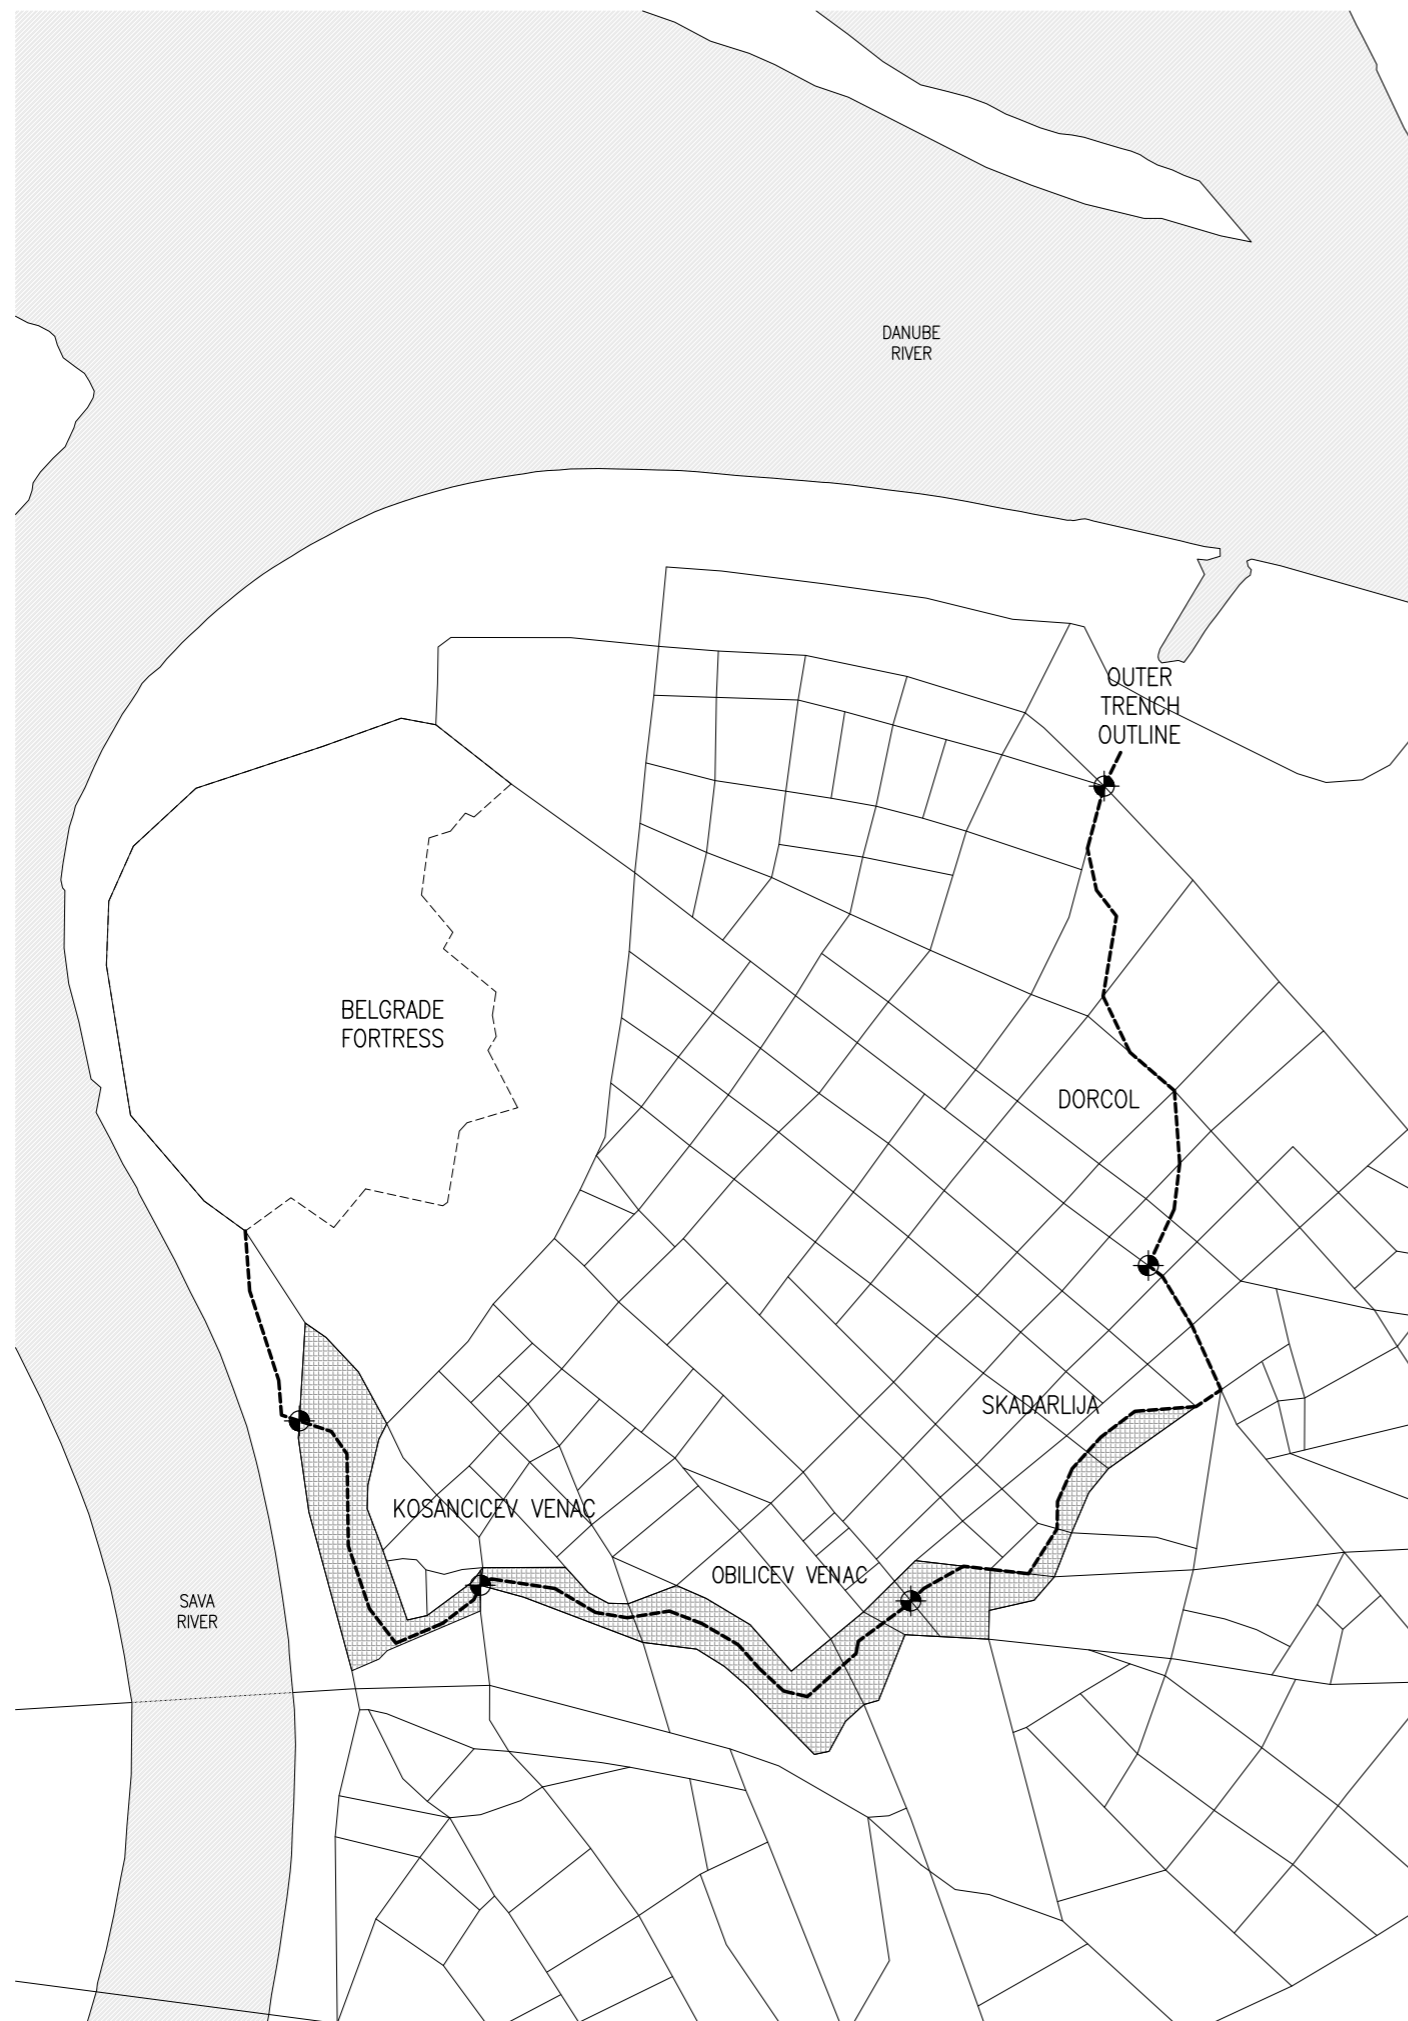 DANUBE
RIVER
OUTER
TRENCH
OUTLINE
BELGRADE
FORTRESS
DORCOL
SKADARLIJA
KOSANCICEV VENAC
OBILICEV VENAC
SAVA
RIVER